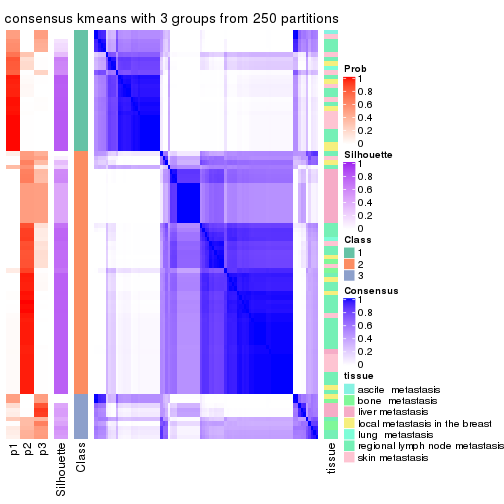 consensus kmeans with 3 groups from 250 partitions
Prob
1
0.8
0.6
0.4
0.2
0
Silhouette
1
0.8
0.6
0.4
0.2
0
Class
1
2
3
Consensus
1
0.8
0.6
0.4
0.2
0
tissue
ascite metastasis
bone metastasis
liver metastasis
local metastasis in the breast
lung metastasis
regional lymph node metastasis
skin metastasis
p1
p2
p3
Silhouette
Class
tissue